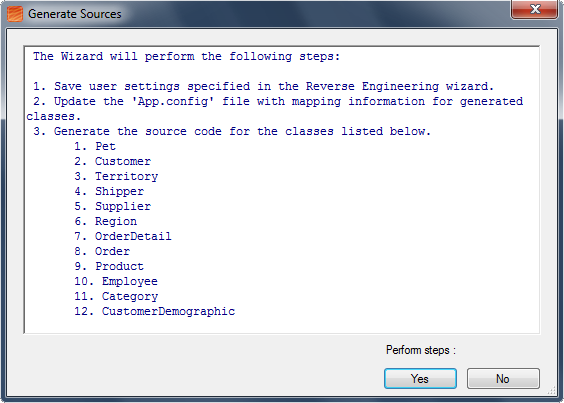 Generate Sources
The Wizard will perform the following steps:
1. Save user settings specified in the Reverse Engineering wizard.
2. Update the 'App.config' file with mapping information for generated
classes.
3. Generate the source code for the classes listed below.
1. Pet
2. Customer
3. Territory
4. Shipper
5. Supplier
6. Region
7. OrderDetail
8. Order
9. Product
10. Employee
11. Category
12. CustomerDemographic
Perform steps :
Yes No